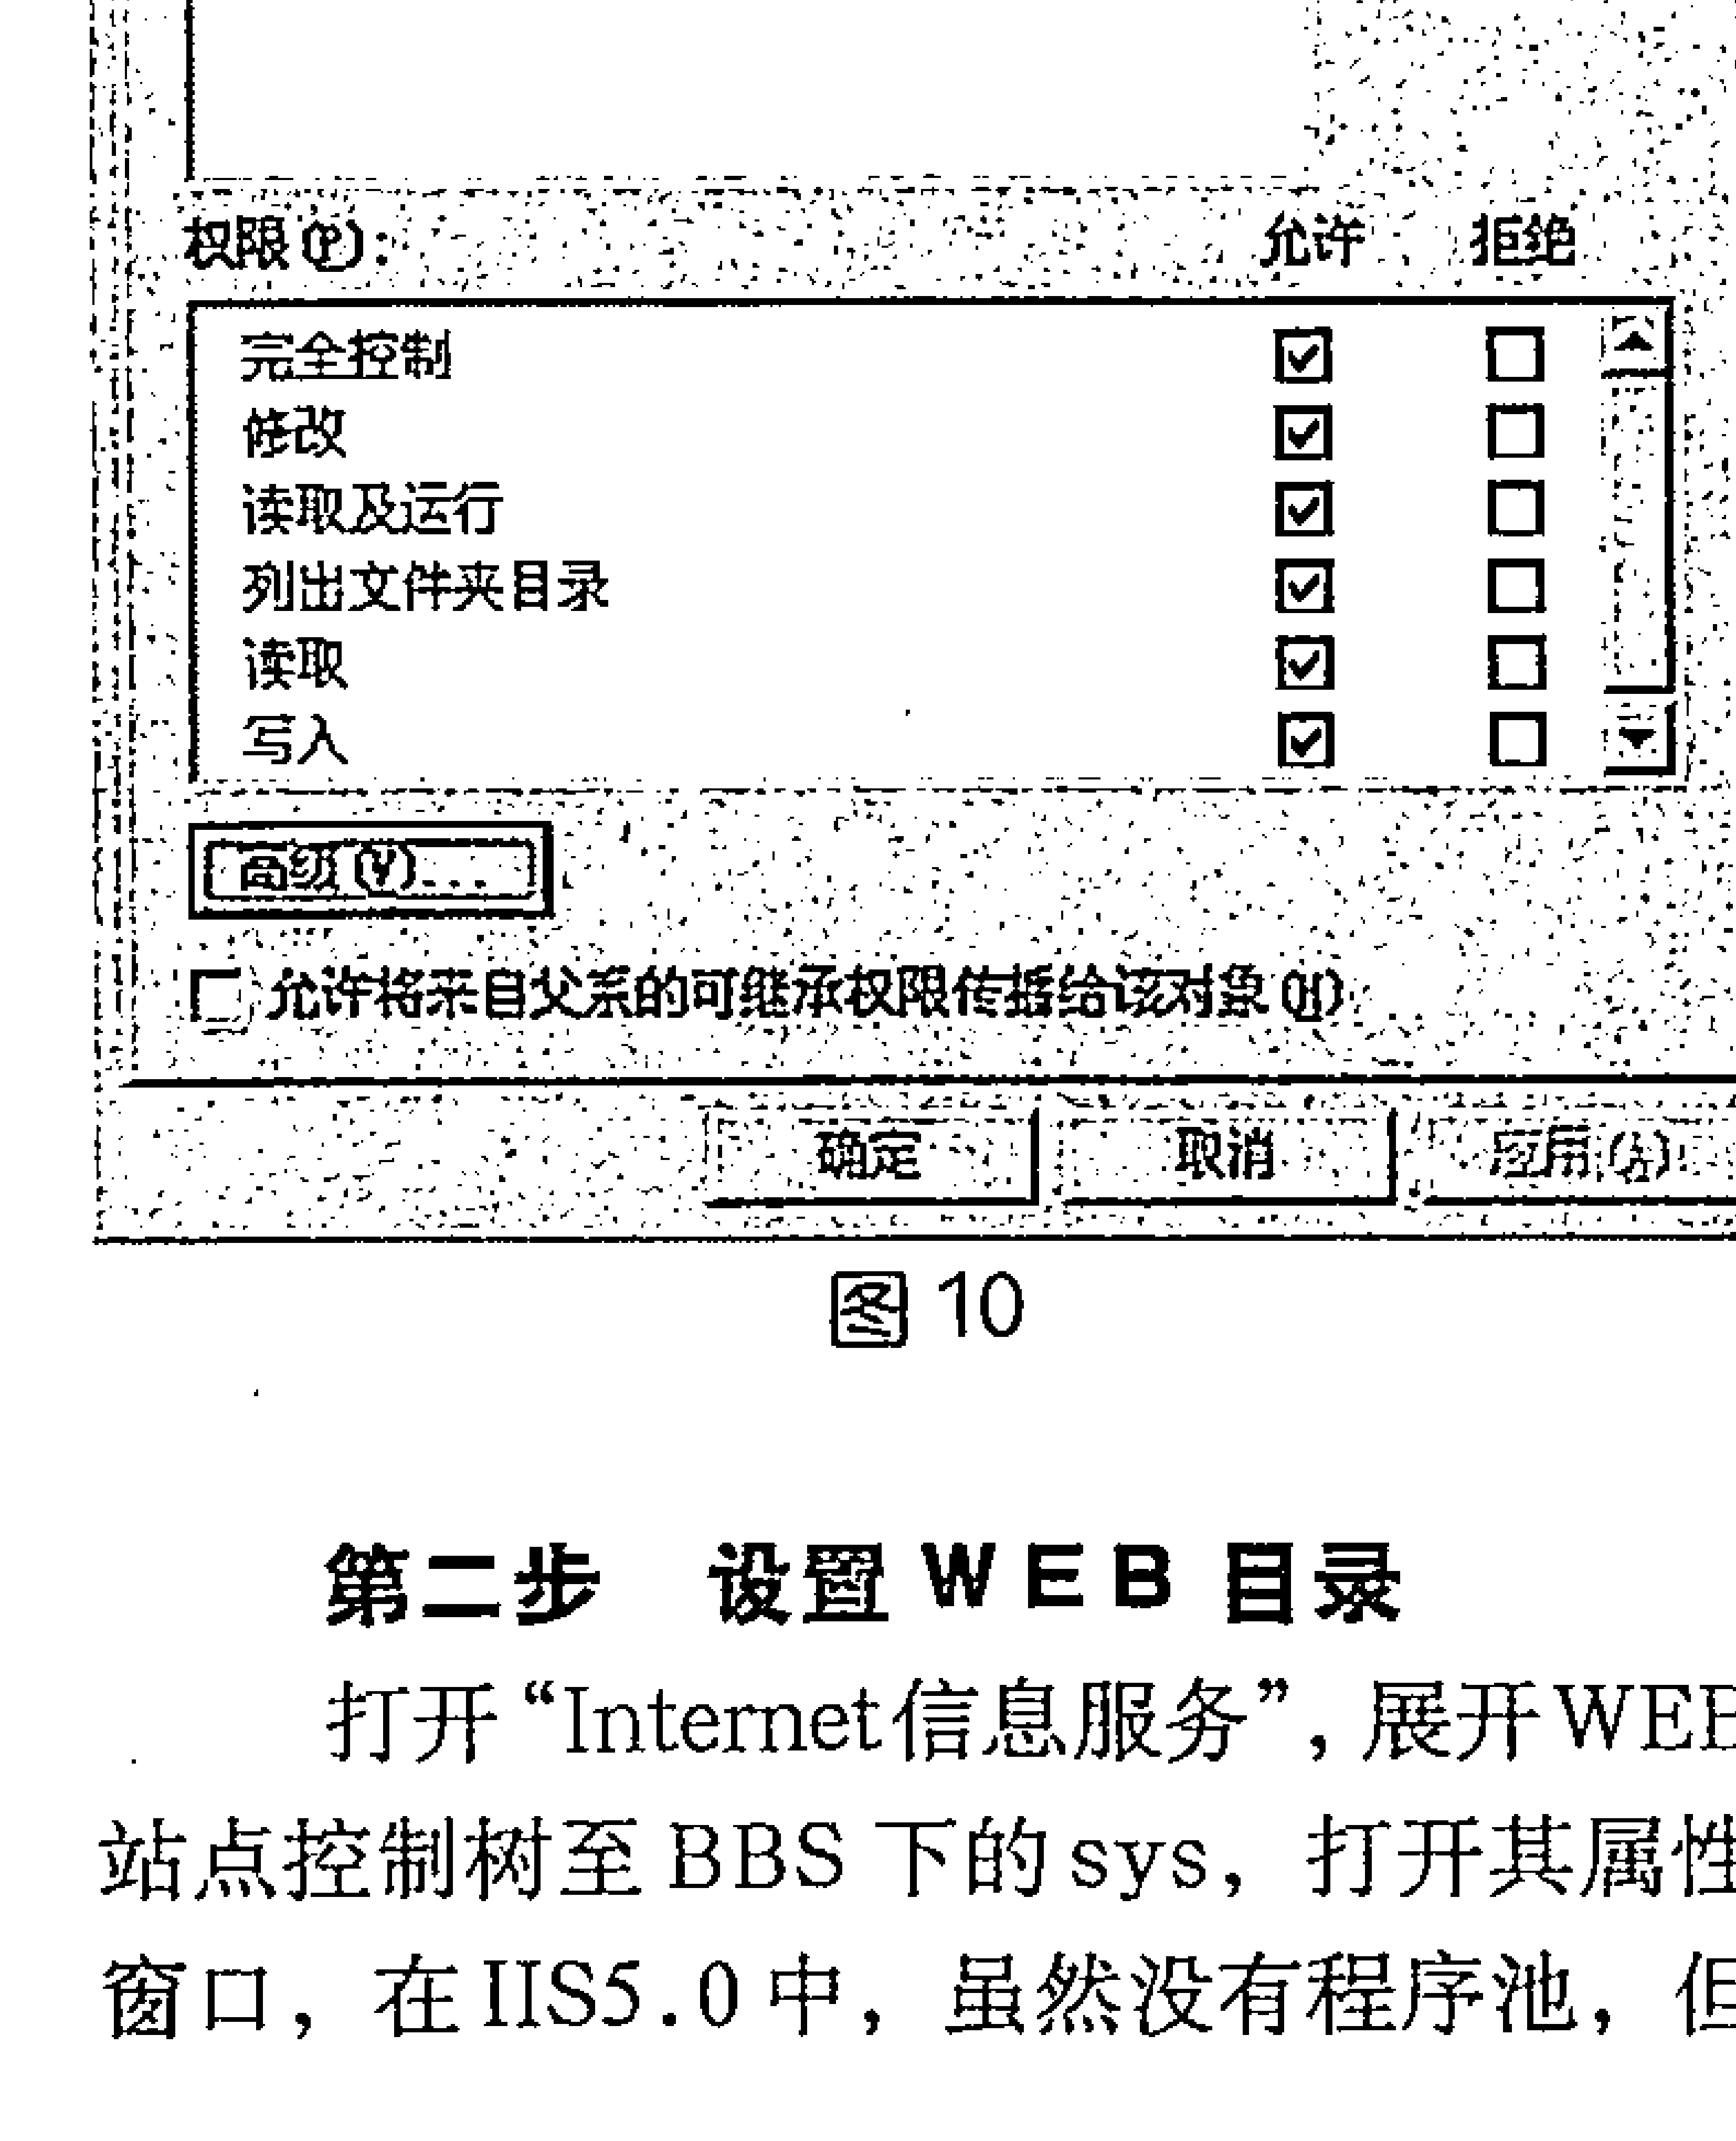 权限(P): 允许 拒绝
完全控制
修改
读取及运行
列出文件夹目录
读取
写入
高级(V)...
允许将来自父系的可继承权限传播给该对象(H)
确定 取消 应用(A)
图 10
第二步 设置 WEB 目录
打开“Internet信息服务”,展开WEB
站点控制树至 BBS 下的 sys, 打开其属性
窗口, 在 IIS5.0 中, 虽然没有程序池, 但